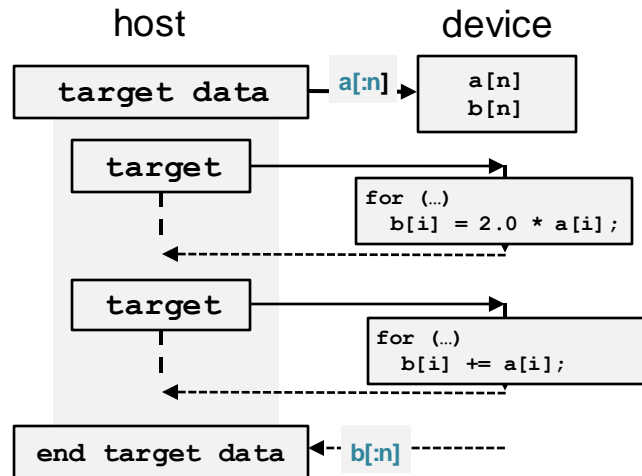 host
device
target data
a[:n]
a[n]
b[n]
target
for (…)
b[i] = 2.0 * a[i];
target
for (…)
b[i] += a[i];
end target data
b[:n]